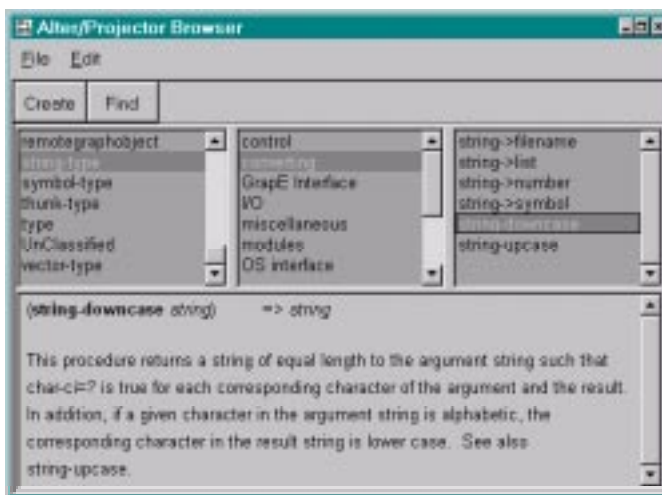 Alter/Projector Browser
File Edit
Create Find
remotegraphobject
string-type
symbol-type
thunk-type
type
UnClassified
vector-type
control
converting
GrapE Interface
I/O
miscellaneous
modules
OS interface
string->filename
string->list
string->number
string->symbol
string-downcase
string-upcase
(string-downcase string) => string
This procedure returns a string of equal length to the argument string such that
char-ci=? is true for each corresponding character of the argument and the result.
In addition, if a given character in the argument string is alphabetic, the
corresponding character in the result string is lower case. See also
string-upcase.